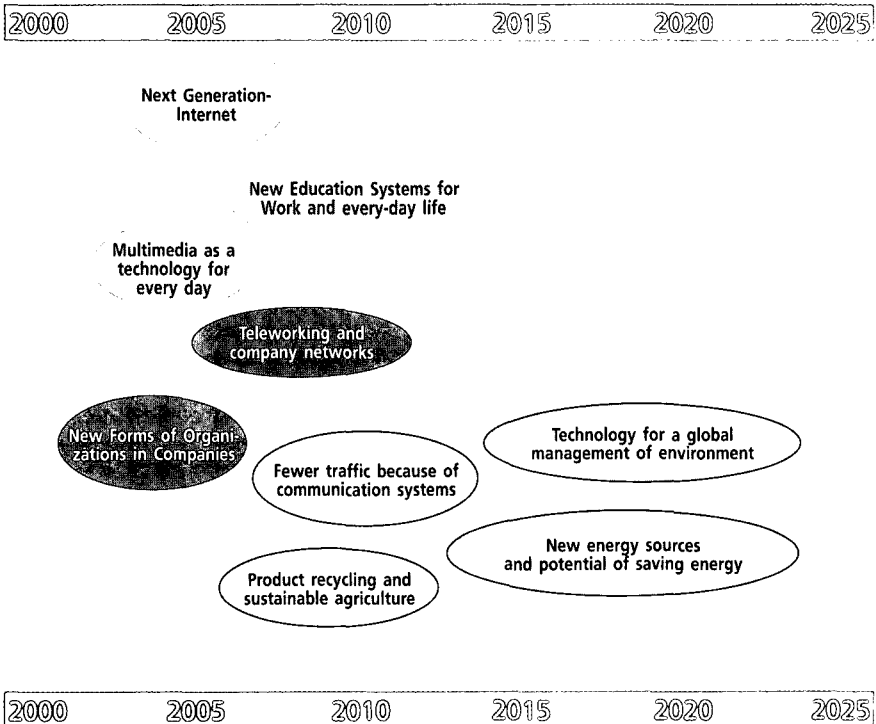 2000 2005 2010 2015 2020 2025
Next Generation-
Internet
New Education Systems for
Work and every-day life
Multimedia as a
technology for
every day
Teleworking and
company networks
New Forms of Organi-
zations in Companies
Technology for a global
management of environment
Fewer traffic because of
communication systems
New energy sources
and potential of saving energy
Product recycling and
sustainable agriculture
2000 2005 2010 2015 2020 2025